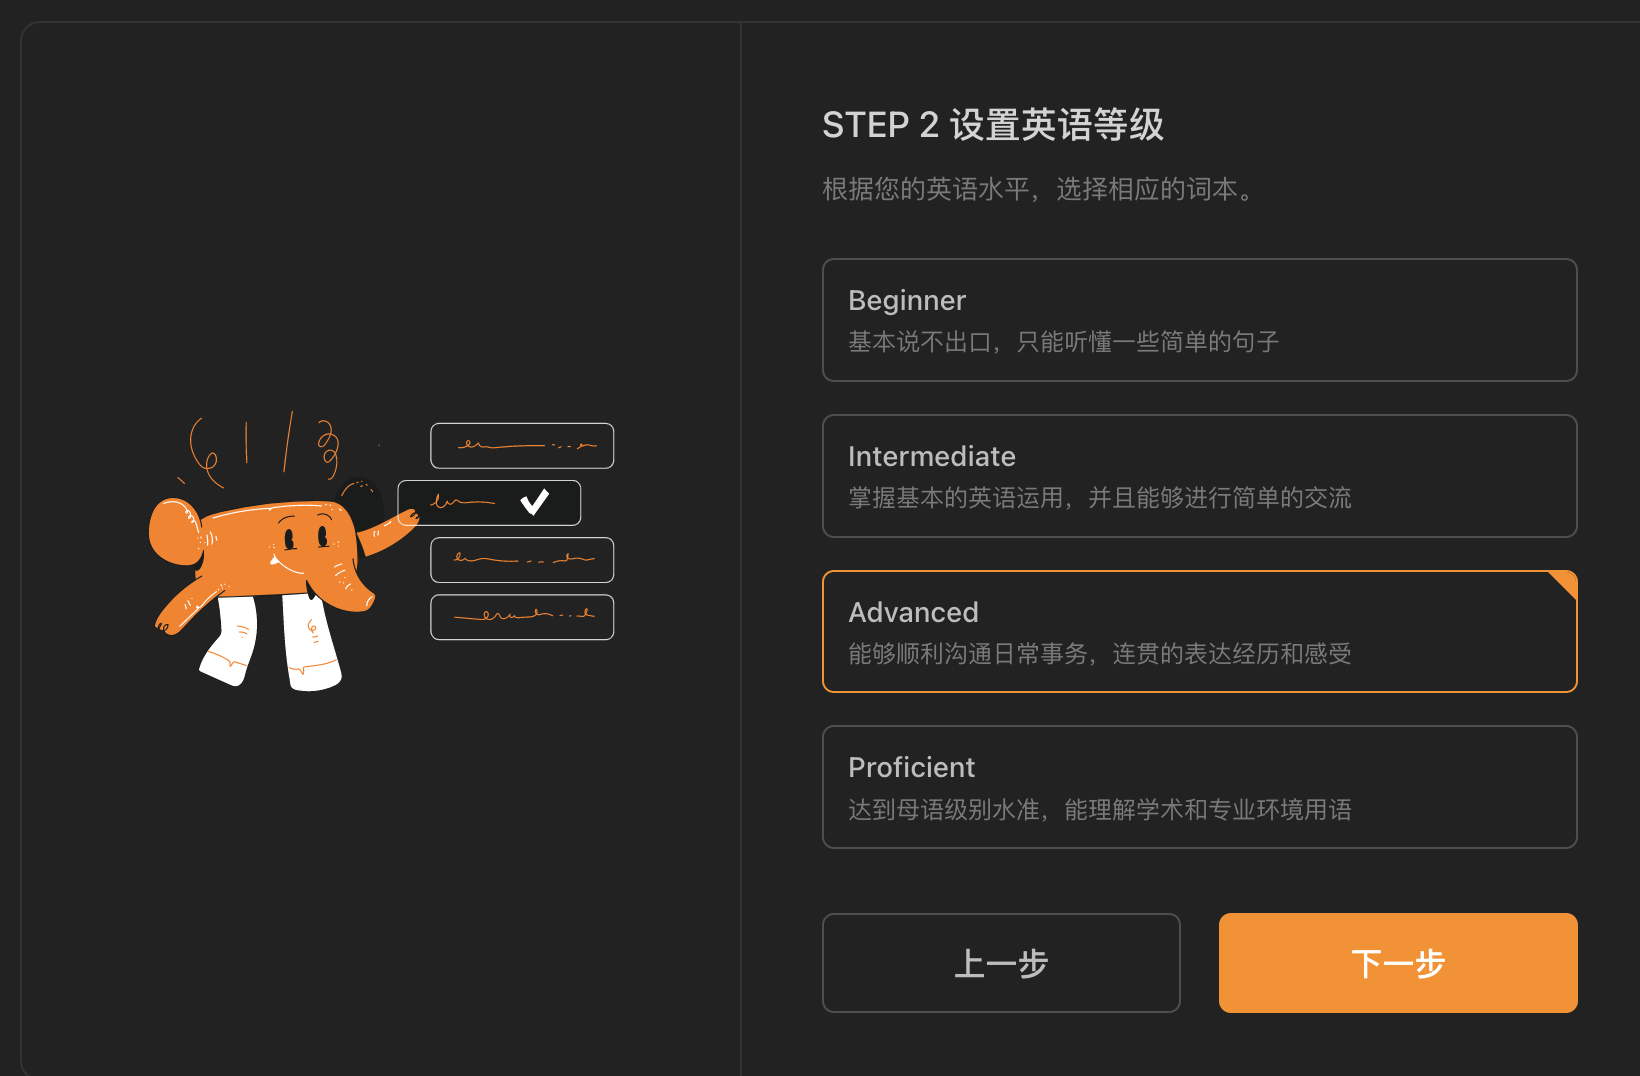 STEP 2 设置英语等级
根据您的英语水平，选择相应的词本。
Beginner
基本说不出口，只能听懂一些简单的句子
Intermediate
掌握基本的英语运用，并且能够进行简单的交流
Advanced
能够顺利沟通日常事务，连贯的表达经历和感受
Proficient
达到母语级别水准，能理解学术和专业环境用语
上一步
下一步